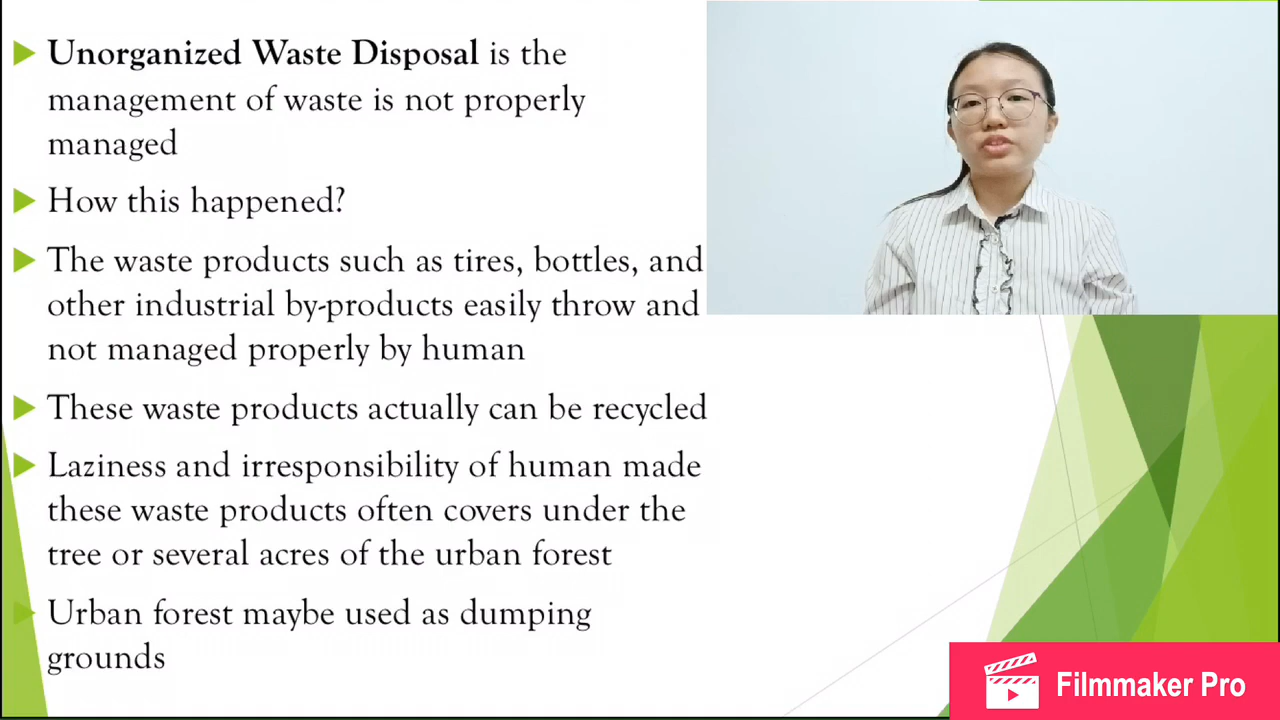 Unorganized Waste Disposal is the
management of waste is not properly
managed
How this happened?
The waste products such as tires, bottles, and
other industrial by-products easily throw and
not managed properly by human
These waste products actually can be recycled
Laziness and irresponsibility of human made
these waste products often covers under the
tree or several acres of the urban forest
Urban forest maybe used as dumping
grounds
Filmmaker Pro